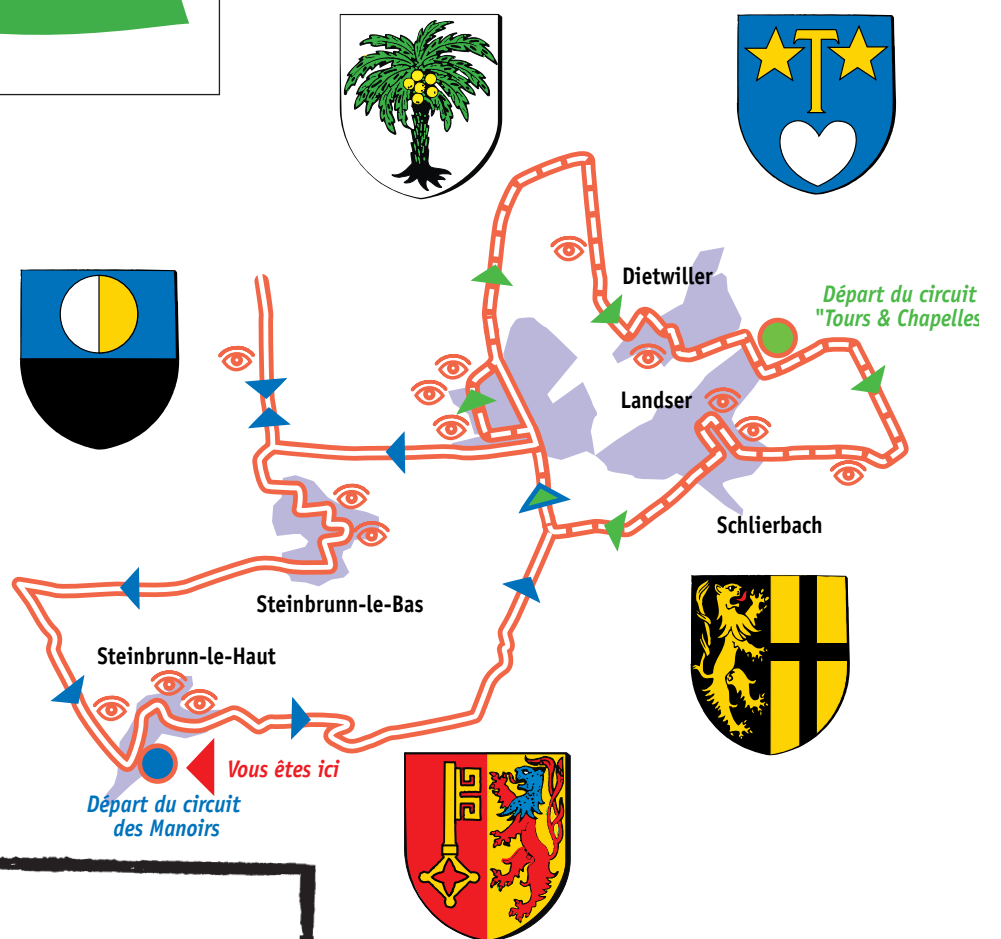 Dietwiller
Départ du circuit
"Tours & Chapelles
Landser
Schlierbach
Steinbrunn-le-Bas
Steinbrunn-le-Haut
Vous êtes ici
Départ du circuit
des Manoirs